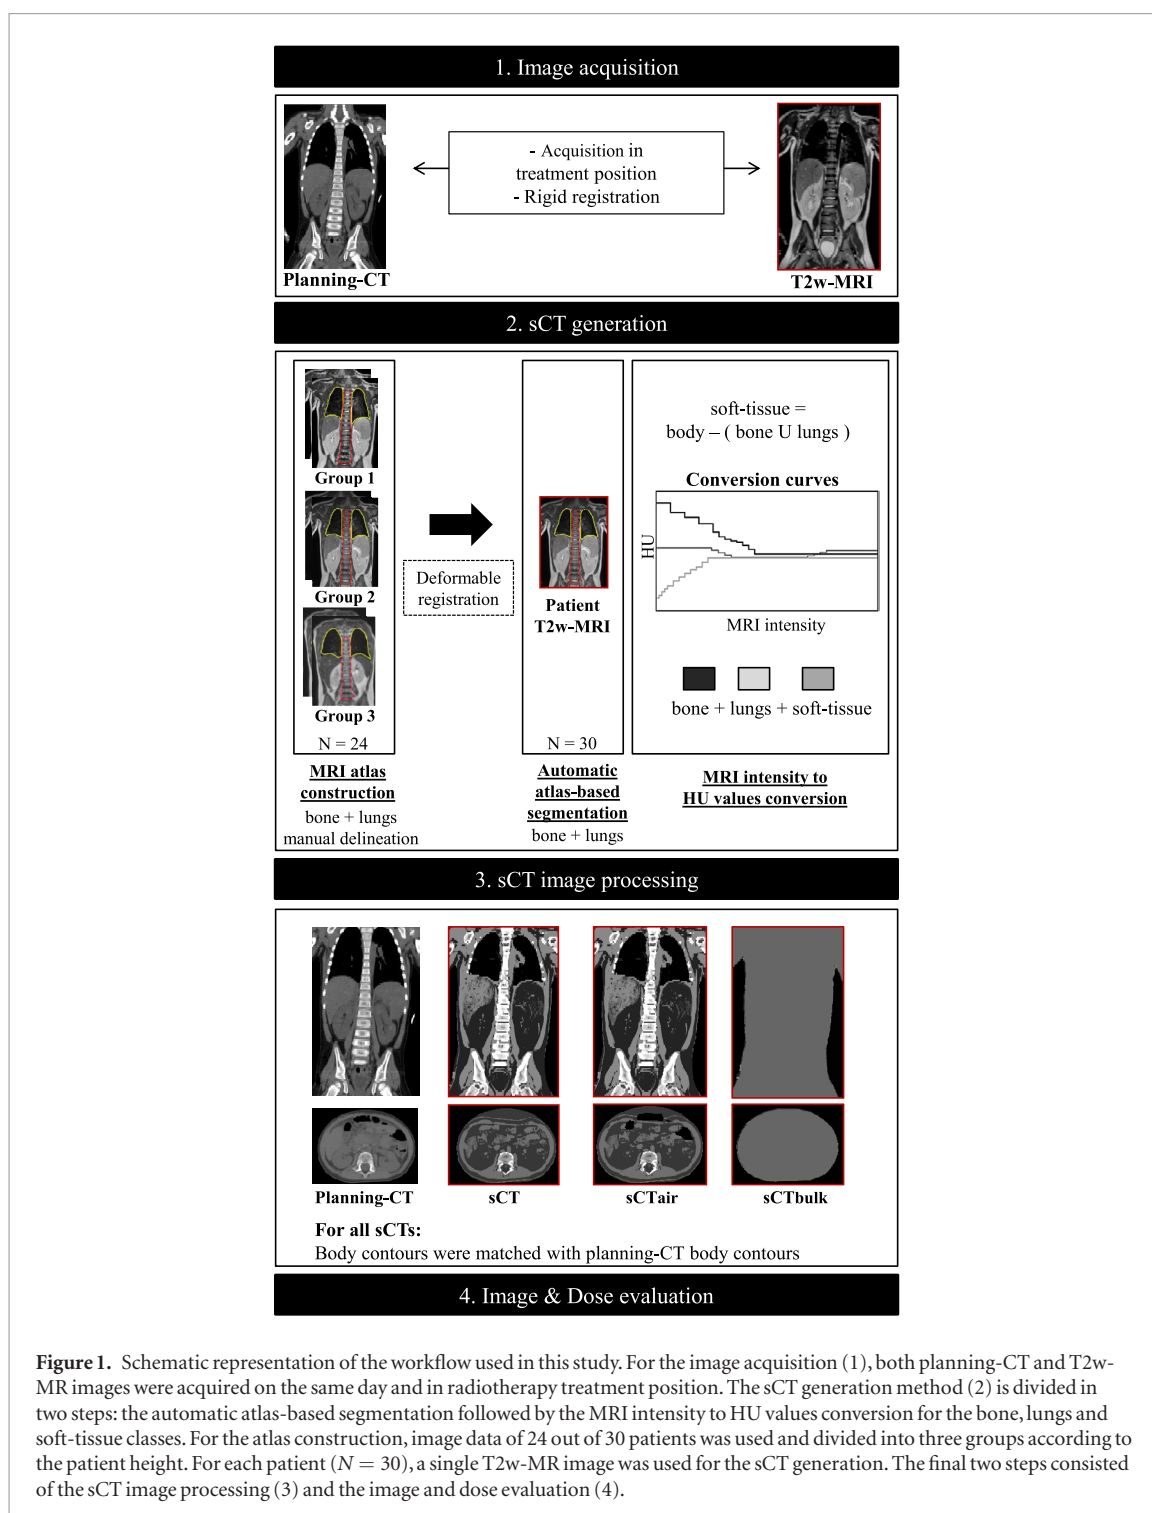 1. Image acquisition
- Acquisition in
treatment position
- Rigid registration
Planning-CT
T2w-MRI
2. sCT generation
Group 1
Group 2
Group 3
N = 24
MRI atlas
construction
bone + lungs
manual delineation
Deformable
registration
Patient
T2w-MRI
N = 30
Automatic
atlas-based
segmentation
bone + lungs
soft-tissue =
body – ( bone U lungs )
Conversion curves
HU
MRI intensity
bone + lungs + soft-tissue
MRI intensity to
HU values conversion
3. sCT image processing
Planning-CT
sCT
sCTair
sCTbulk
For all sCTs:
Body contours were matched with planning-CT body contours
4. Image & Dose evaluation
Figure 1. Schematic representation of the workflow used in this study. For the image acquisition (1), both planning-CT and T2w-
MR images were acquired on the same day and in radiotherapy treatment position. The sCT generation method (2) is divided in
two steps: the automatic atlas-based segmentation followed by the MRI intensity to HU values conversion for the bone, lungs and
soft-tissue classes. For the atlas construction, image data of 24 out of 30 patients was used and divided into three groups according to
the patient height. For each patient (N = 30), a single T2w-MR image was used for the sCT generation. The final two steps consisted
of the sCT image processing (3) and the image and dose evaluation (4).